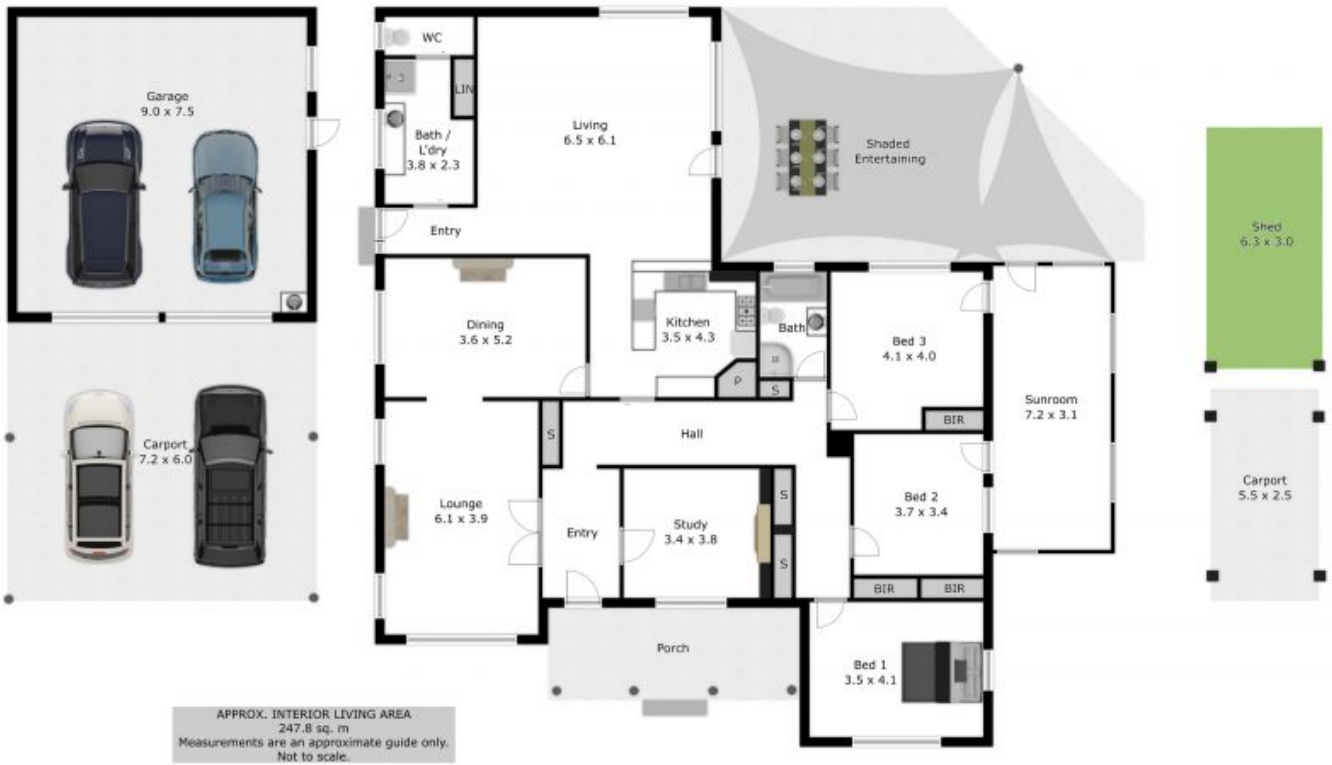 Garage
9.0 x 7.5
WC
LIN
Bath /
L'dry
3.8 x 2.3
Living
6.5 x 6.1
Entry
Shaded
Entertaining
Shed
6.3 x 3.0
Dining
3.6 x 5.2
Kitchen
3.5 x 4.3
P
Bath
S
Bed 3
4.1 x 4.0
BIR
Sunroom
7.2 x 3.1
Carport
7.2 x 6.0
S
Hall
Lounge
6.1 x 3.9
Entry
Study
3.4 x 3.8
S
S
Bed 2
3.7 x 3.4
BIR
BIR
Carport
5.5 x 2.5
Porch
Bed 1
3.5 x 4.1
APPROX. INTERIOR LIVING AREA
247.8 sq. m
Measurements are an approximate guide only.
Not to scale.